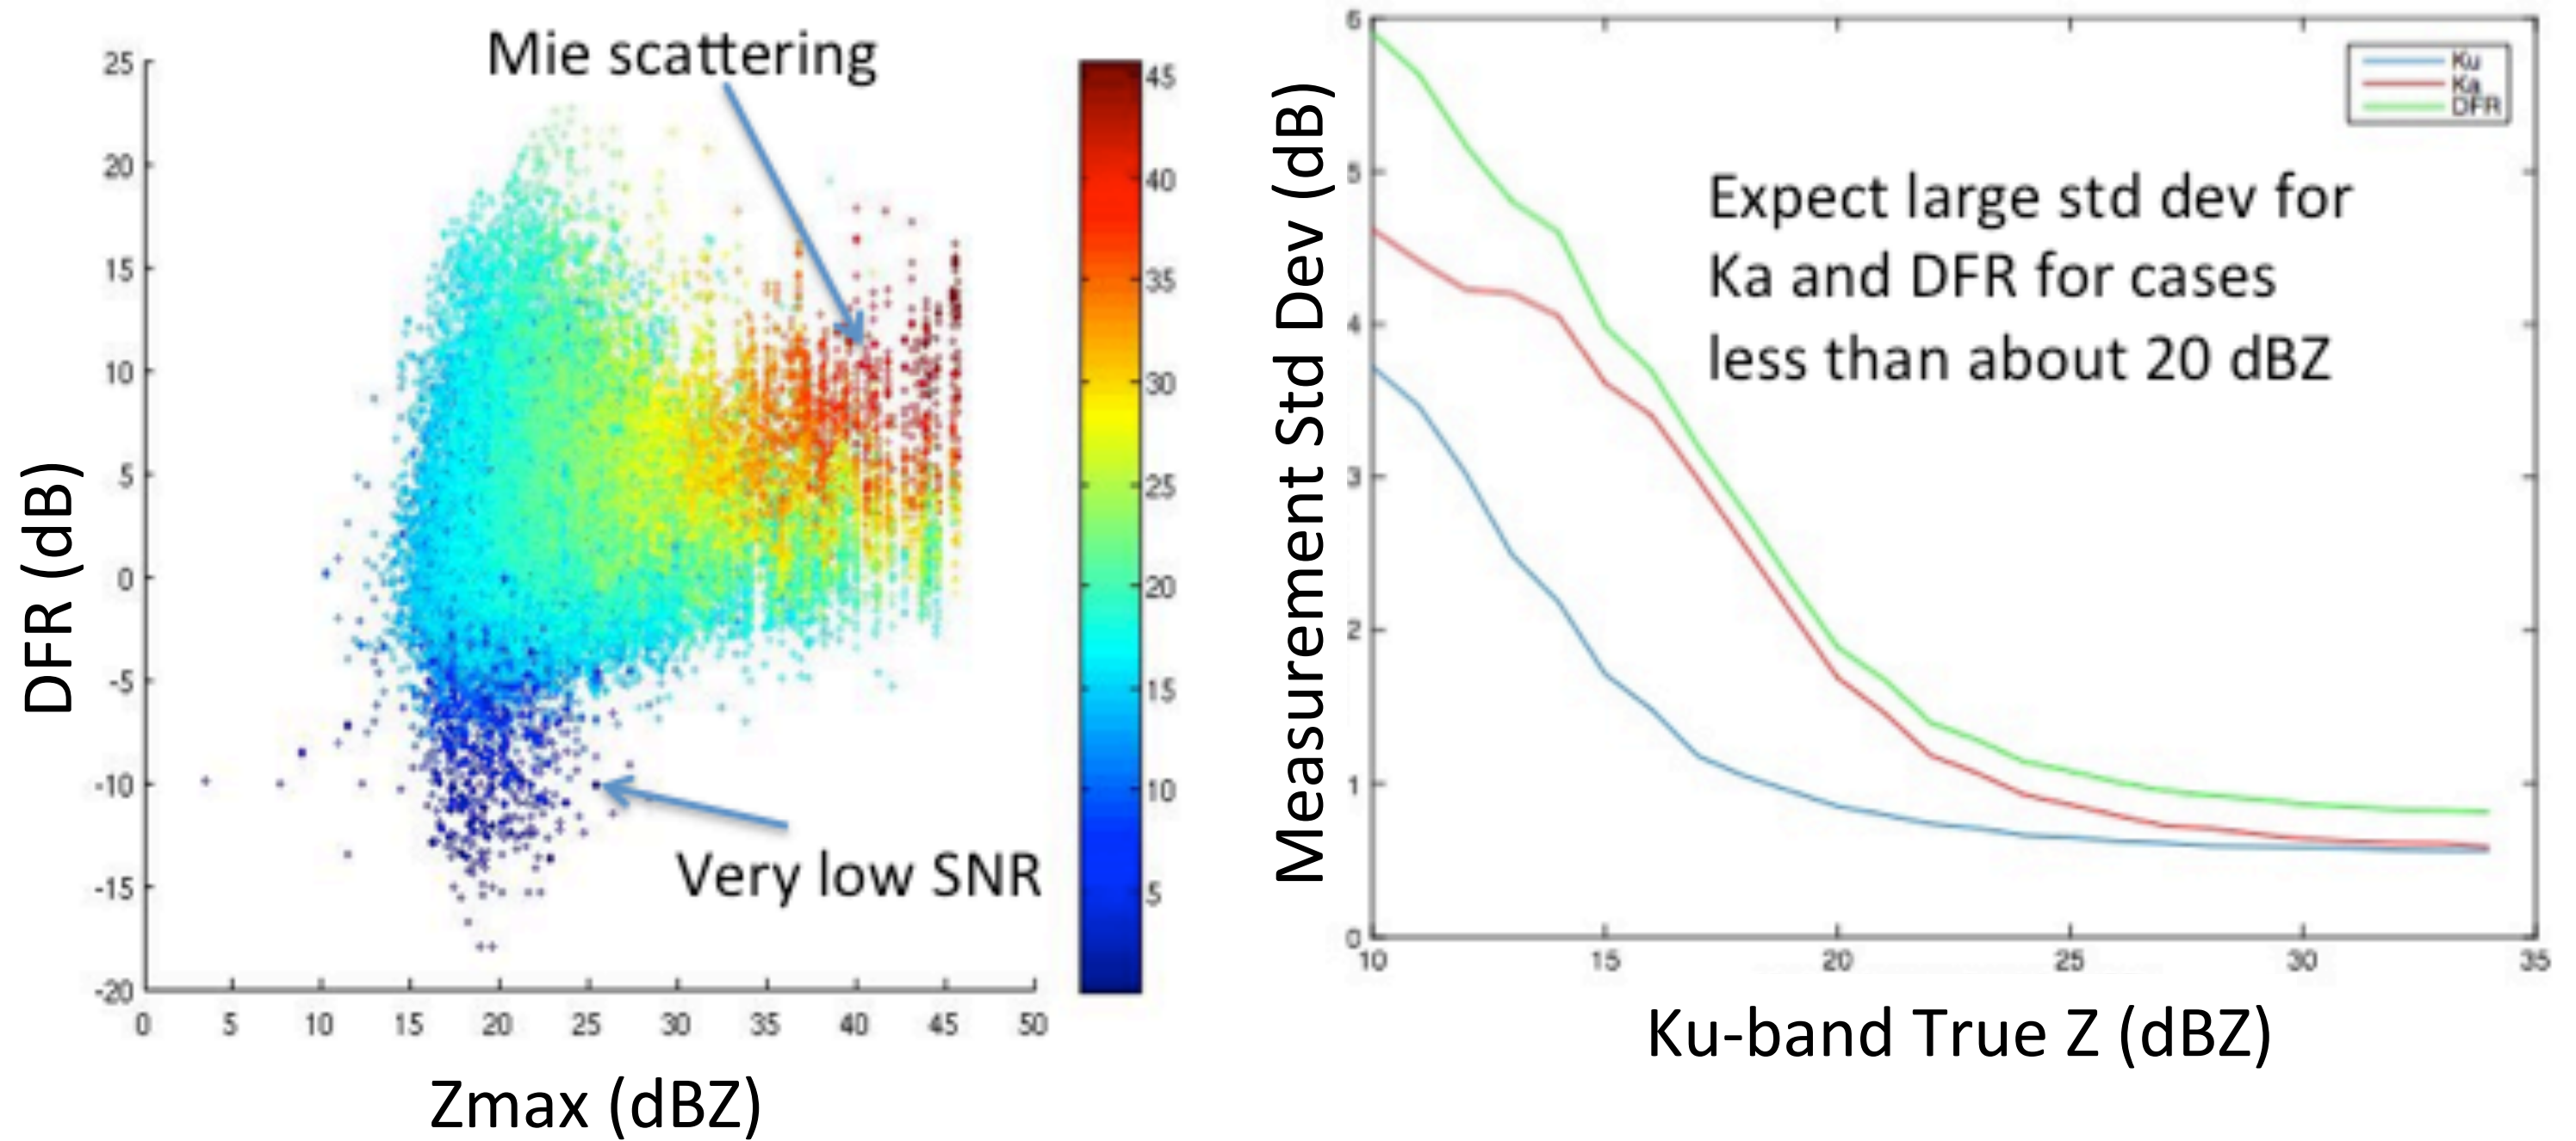 Mie scattering
25
20
15
10
5
0
-5
-10
-15
-20
DFR (dB)
0 5 10 15 20 25 30 35 40 45 50
Zmax (dBZ)
Very low SNR
45
40
35
30
25
20
15
10
5
6
5
4
3
2
1
0
Measurement Std Dev (dB)
Ku
Ka
DFR
Expect large std dev for
Ka and DFR for cases
less than about 20 dBZ
10 15 20 25 30 35
Ku-band True Z (dBZ)